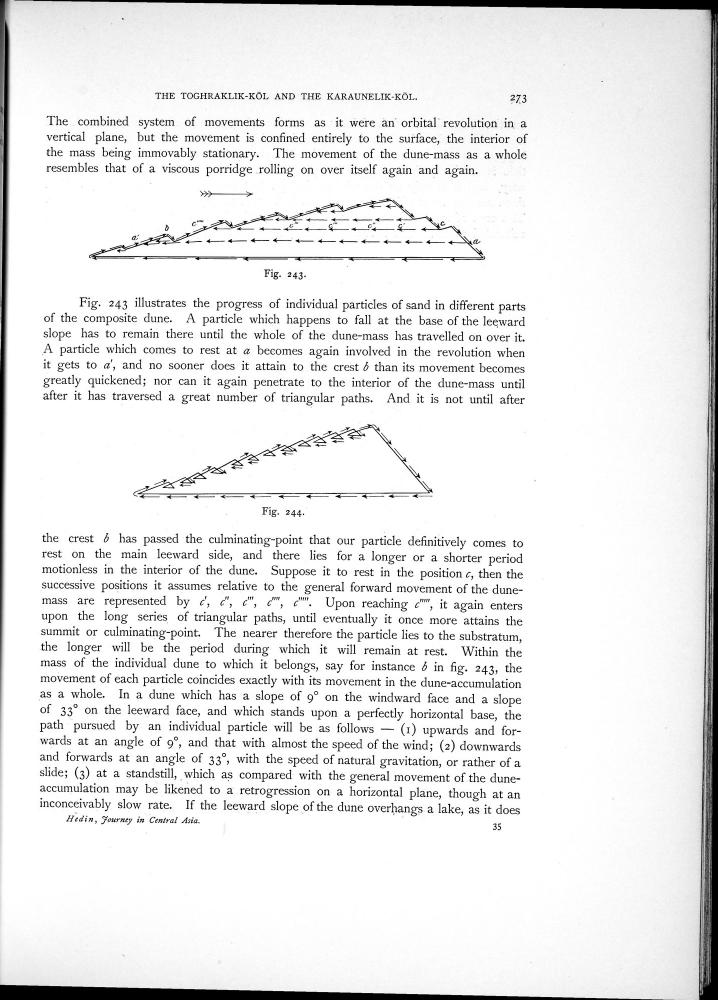 THE TOGHRAKLIK-KÖL AND THE KARAUNELIK-KÖL. 273
The combined system of movements forms as it were an orbital revolution in a
vertical plane, but the movement is confined entirely to the surface, the interior of
the mass being immovably stationary. The movement of the dune-mass as a whole
resembles that of a viscous porridge rolling on over itself again and again.
a' b c''''' c'''' c''' c'' c' c a
Fig. 243.
Fig. 243 illustrates the progress of individual particles of sand in different parts
of the composite dune. A particle which happens to fall at the base of the leeward
slope has to remain there until the whole of the dune-mass has travelled on over it.
A particle which comes to rest at a becomes again involved in the revolution when
it gets to a', and no sooner does it attain to the crest b than its movement becomes
greatly quickened; nor can it again penetrate to the interior of the dune-mass until
after it has traversed a great number of triangular paths. And it is not until after
Fig. 244.
the crest b has passed the culminating-point that our particle definitively comes to
rest on the main leeward side, and there lies for a longer or a shorter period
motionless in the interior of the dune. Suppose it to rest in the position c, then the
successive positions it assumes relative to the general forward movement of the dune-
mass are represented by c', c'', c''', c'''', c'''''. Upon reaching c''''', it again enters
upon the long series of triangular paths, until eventually it once more attains the
summit or culminating-point. The nearer therefore the particle lies to the substratum,
the longer will be the period during which it will remain at rest. Within the
mass of the individual dune to which it belongs, say for instance b in fig. 243, the
movement of each particle coincides exactly with its movement in the dune-accumulation
as a whole. In a dune which has a slope of 9° on the windward face and a slope
of 33° on the leeward face, and which stands upon a perfectly horizontal base, the
path pursued by an individual particle will be as follows — (1) upwards and for-
wards at an angle of 9°, and that with almost the speed of the wind; (2) downwards
and forwards at an angle of 33°, with the speed of natural gravitation, or rather of a
slide; (3) at a standstill, which as compared with the general movement of the dune-
accumulation may be likened to a retrogression on a horizontal plane, though at an
inconceivably slow rate. If the leeward slope of the dune overhangs a lake, as it does
Hedin, Journey in Central Asia.
35